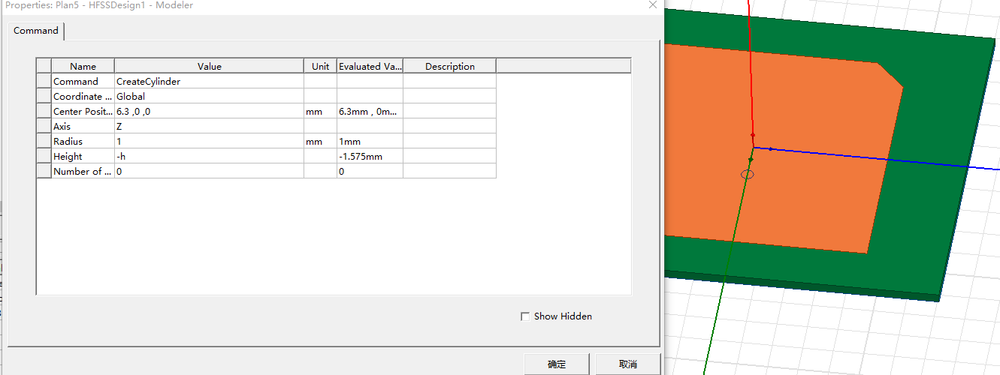 Properties: Plan5 - HFSSDesign1 - Modeler
Command
Name Value Unit Evaluated Va... Description
Command CreateCylinder
Coordinate ... Global
Center Posit... 6.3 ,0 ,0 mm 6.3mm , 0m...
Axis Z
Radius 1 mm 1mm
Height -h -1.575mm
Number of ... 0 0
Show Hidden
确定 取消